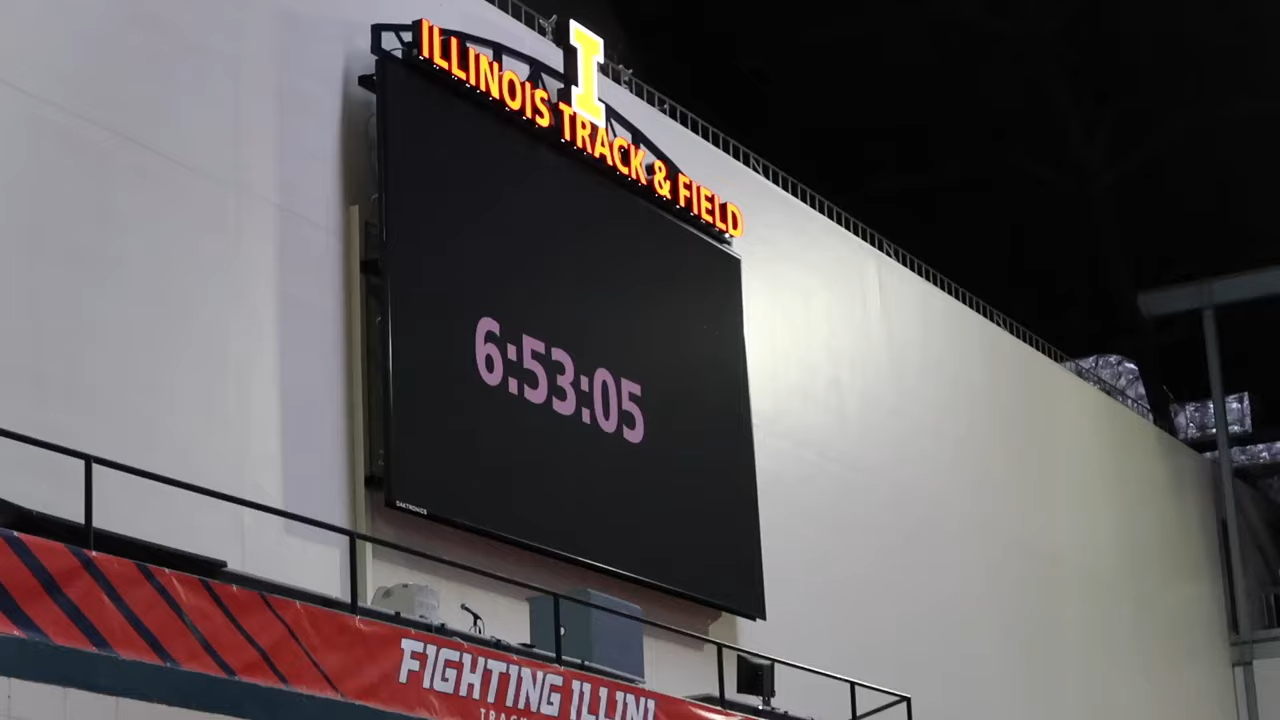 I
ILLINOIS TRACK & FIELD
6:53:05
DAKTRONICS
FIGHTING ILLINI